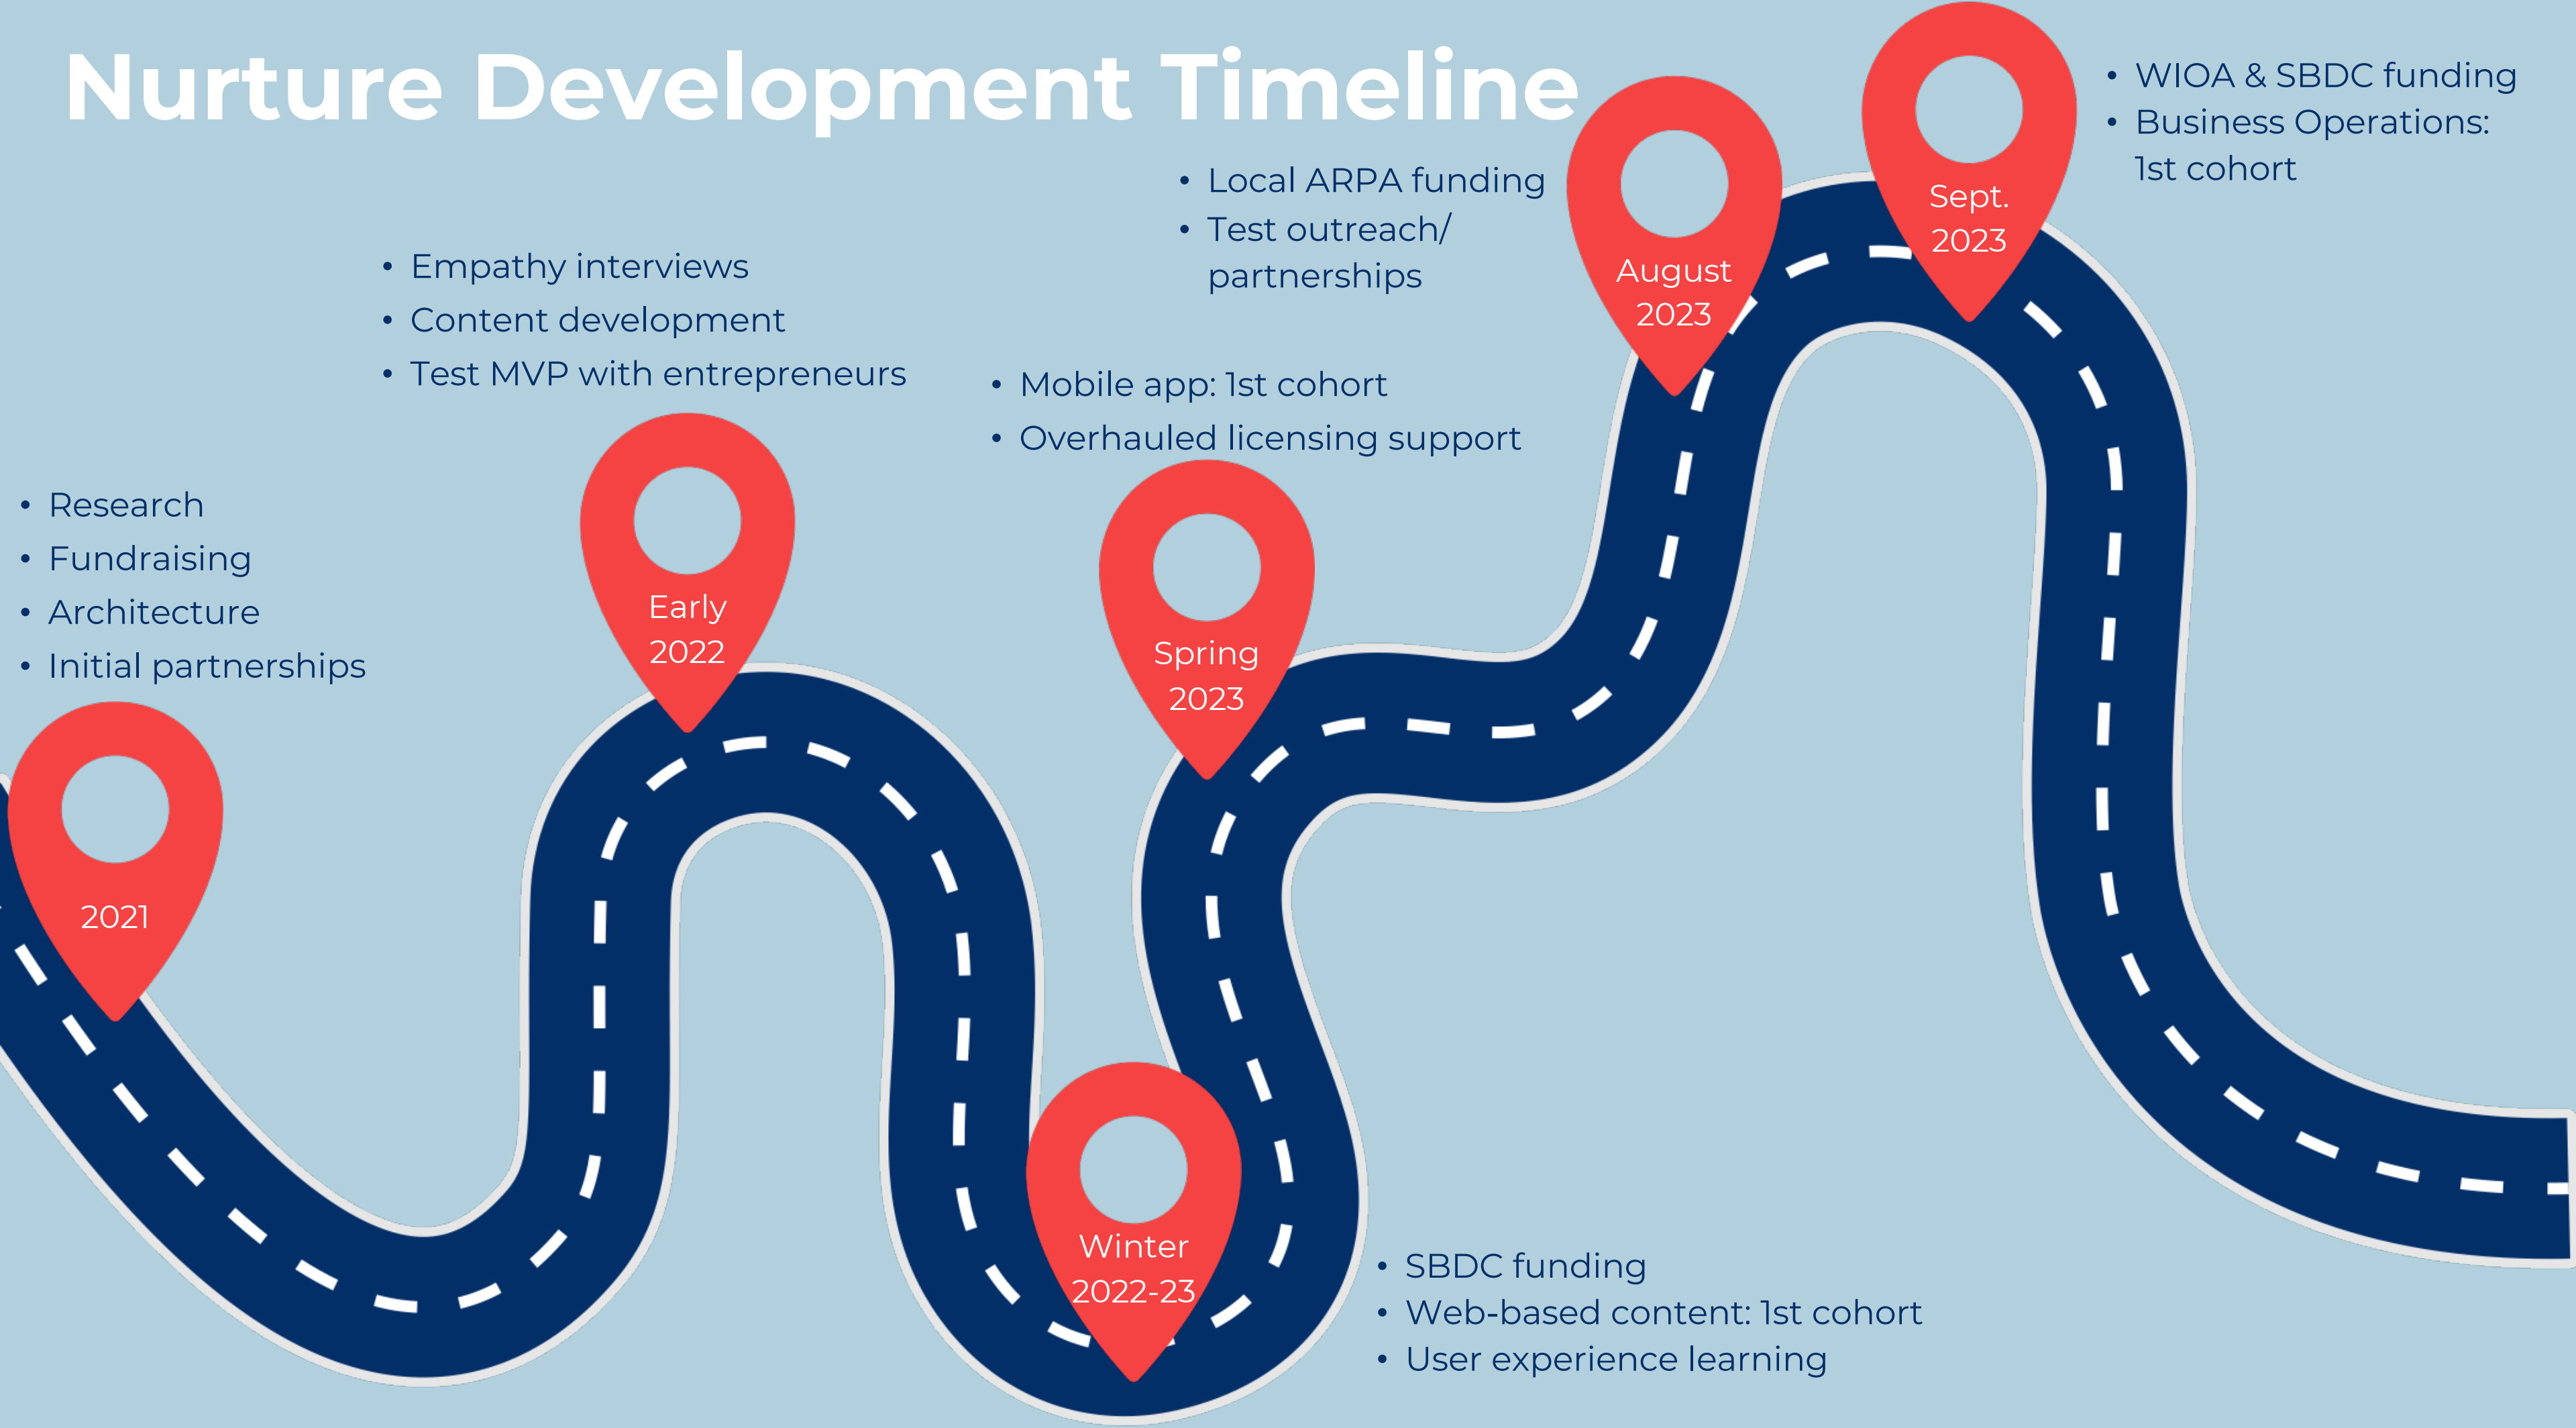 Nurture Development Timeline
• Research
• Fundraising
• Architecture
• Initial partnerships
2021
• Empathy interviews
• Content development
• Test MVP with entrepreneurs
Early
2022
Winter
2022-23
• SBDC funding
• Web-based content: 1st cohort
• User experience learning
• Mobile app: 1st cohort
• Overhauled licensing support
Spring
2023
• Local ARPA funding
• Test outreach/
partnerships
August
2023
Sept.
2023
• WIOA & SBDC funding
• Business Operations:
1st cohort